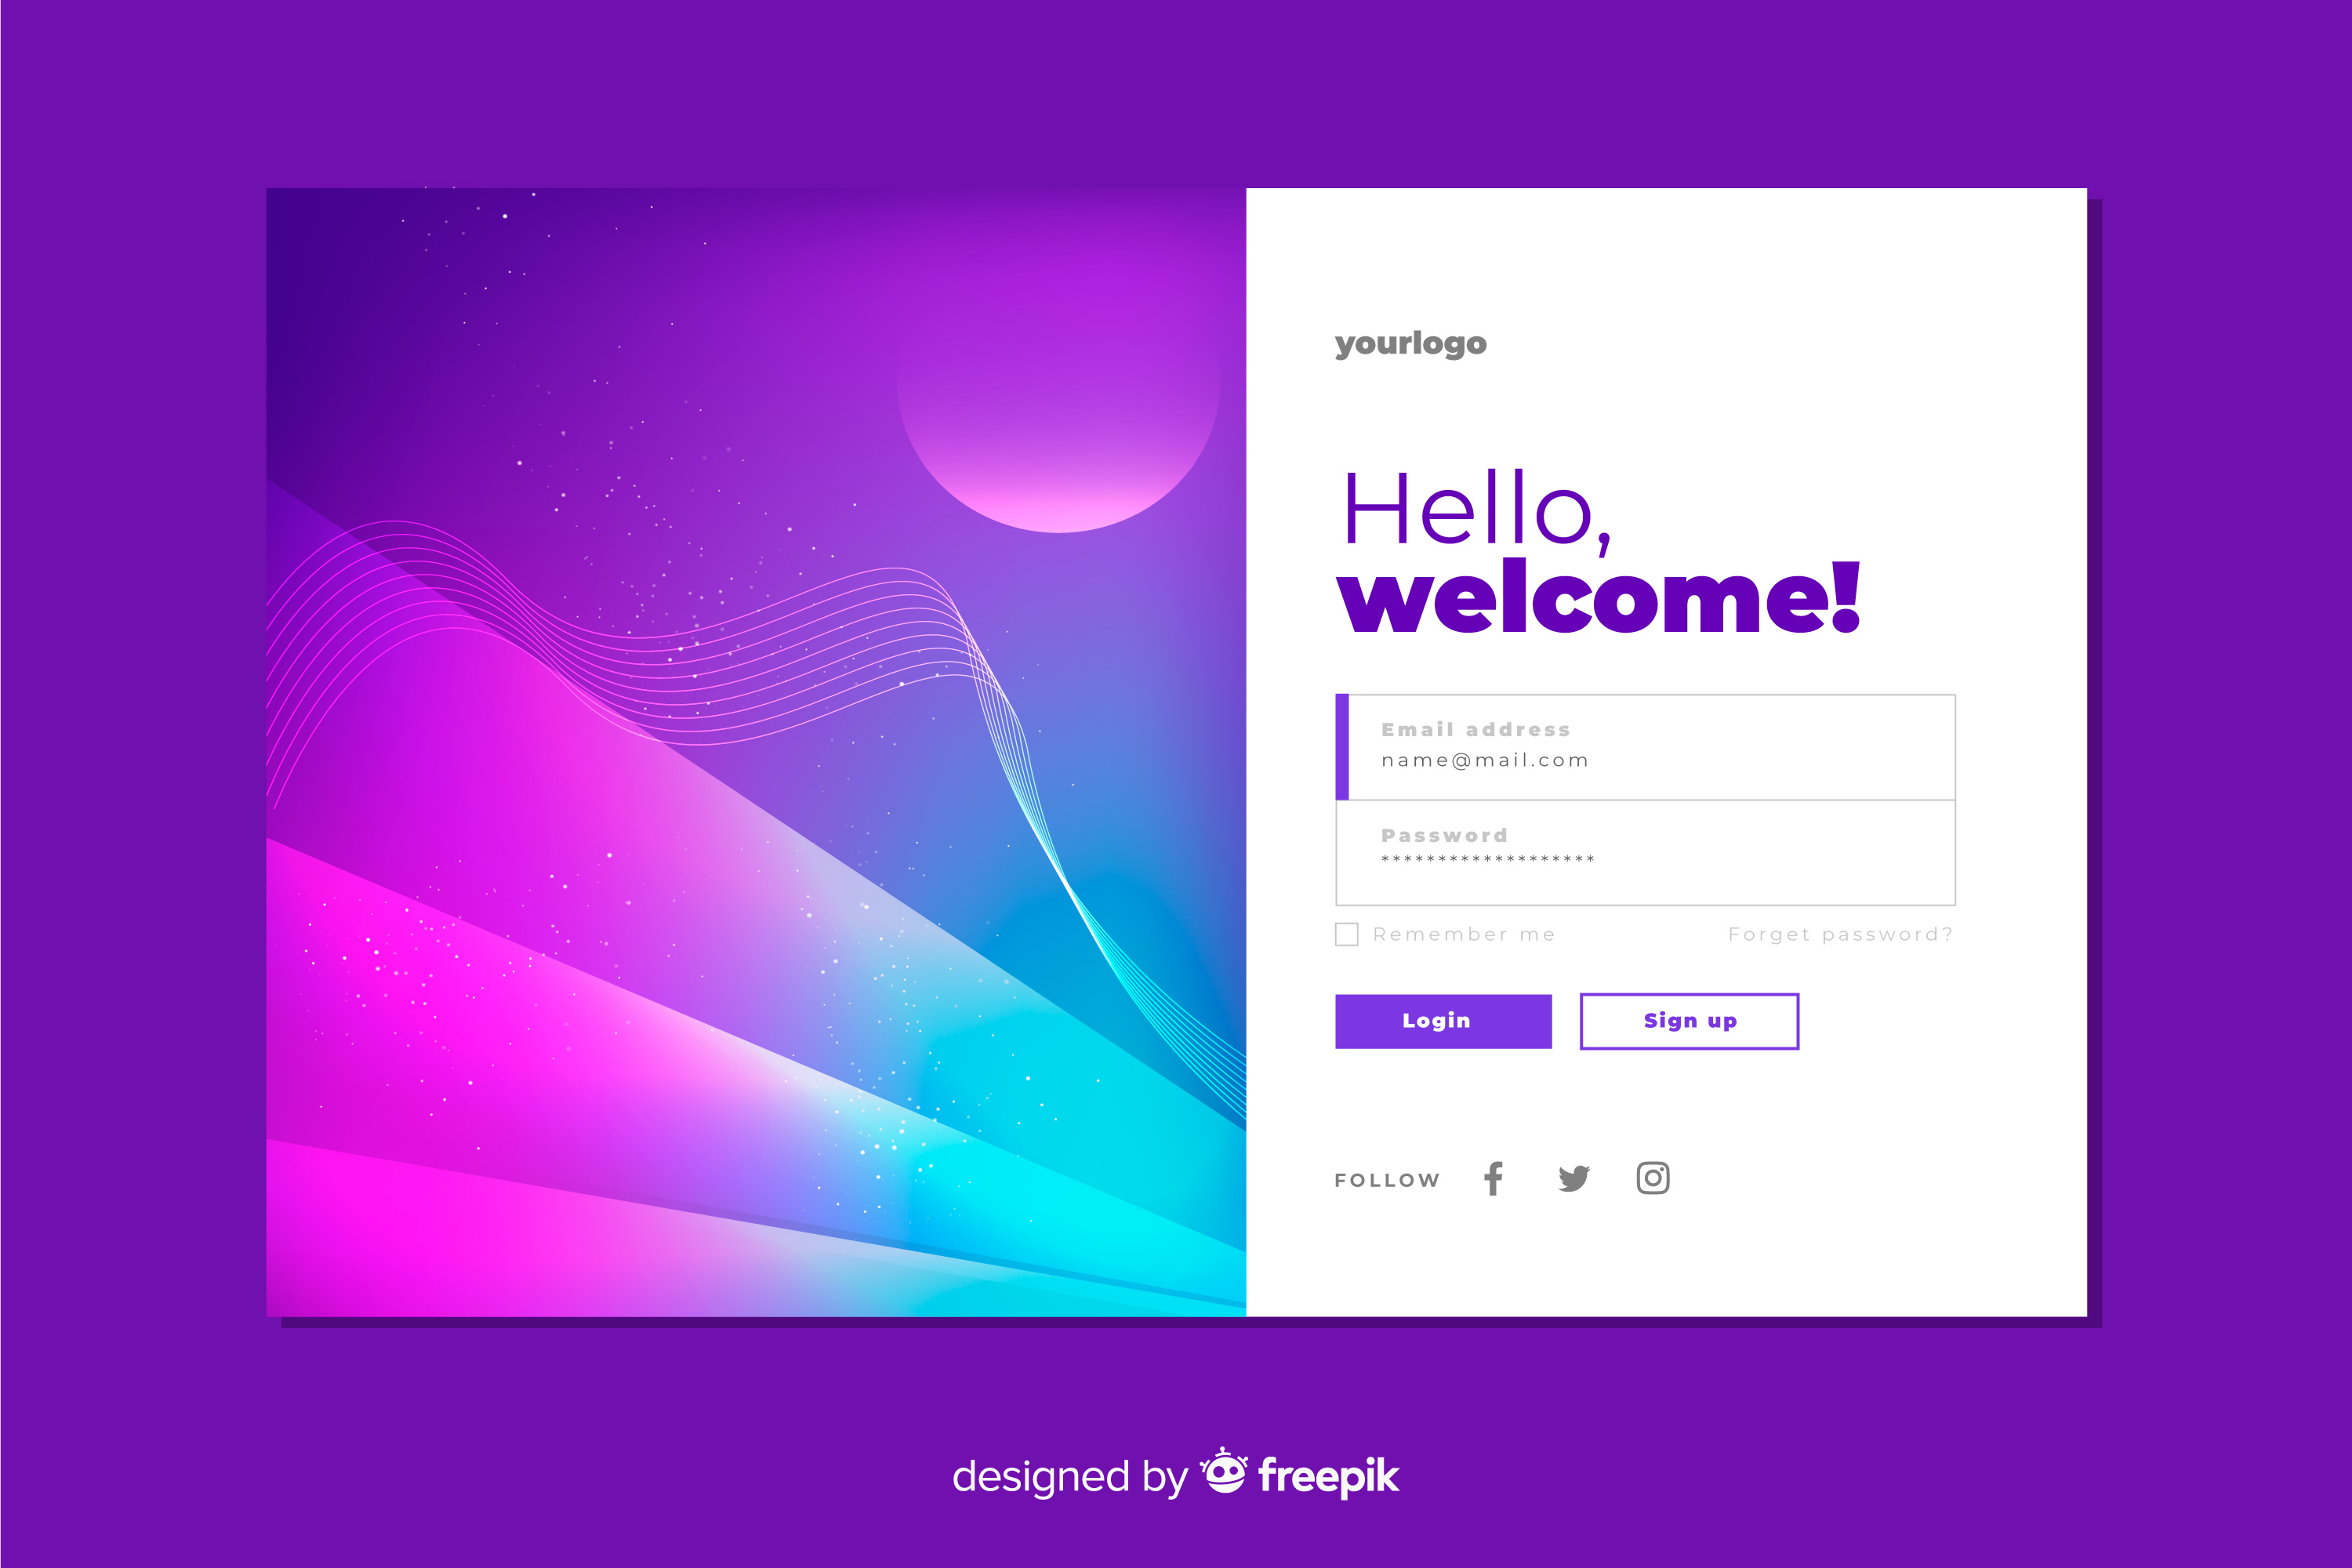 yourlogo
Hello,
welcome!
Email address
name@mail.com
Password
*******************
Remember me Forget password?
Login Sign up
FOLLOW
designed by freepik